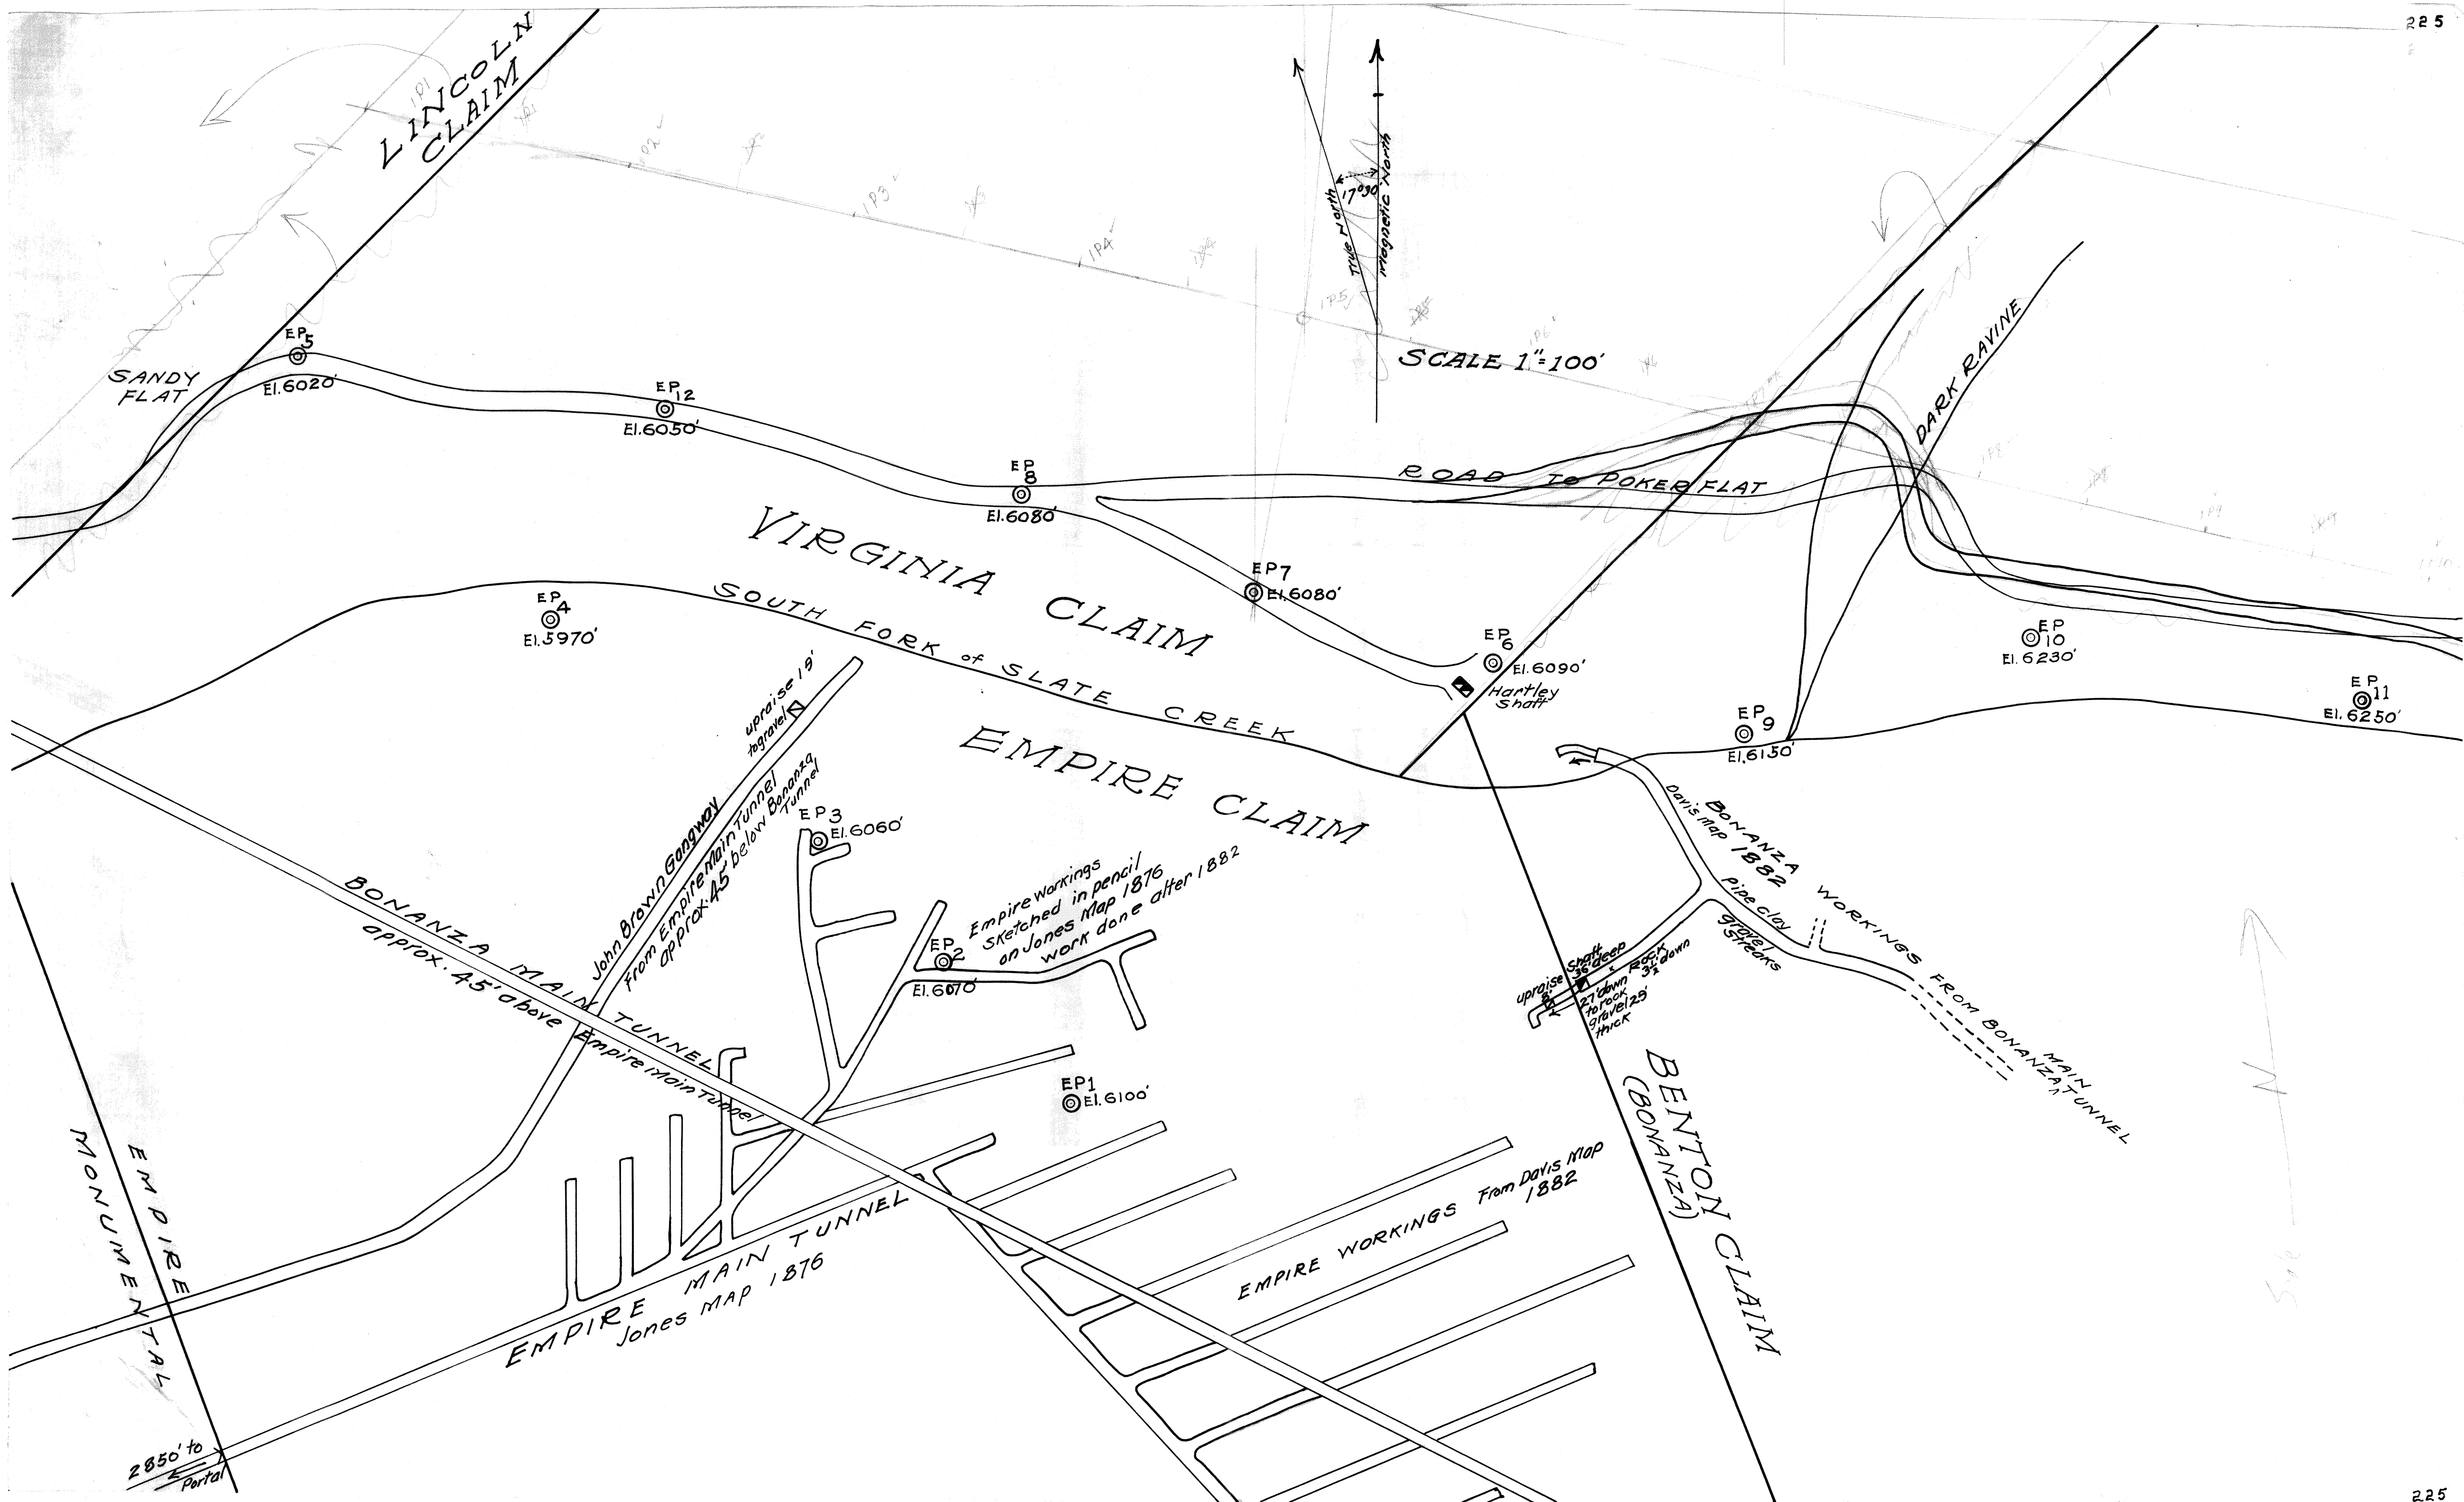 225
LINCOLN
CLAIM
1P1
1P2
1P3
1P4
1P5
1P6
True North
17°30'
Magnetic North
SCALE 1"=100'
DARK RAVINE
SANDY
FLAT
EP5
El.6020'
EP12
El.6050'
EP8
El.6080'
ROAD To POKER FLAT
VIRGINIA CLAIM
EP7
El.6080'
EP4
El.5970'
SOUTH FORK of SLATE CREEK
EP6
El.6090'
Hartley
Shaft
EP10
El.6230'
EP11
El.6250'
EP9
El.6150'
upraise 19'
to gravel
EMPIRE CLAIM
John Brown Gangway
From Empire Main Tunnel
approx. 45' below Bonanza
Tunnel
EP3
El.6060'
BONANZA WORKINGS FROM BONANZA MAIN TUNNEL
Davis Map 1882
Pipe clay
gravel
streaks
Empire Workings
Sketched in pencil
on Jones Map 1876
work done after 1882
EP2
El.6070'
BONANZA MAIN TUNNEL
approx. 45' above Empire Main Tunnel
Shaft
36' deep
upraise
8'
ROCK
3½' down
27' down
to rock
gravel 25'
thick
EP1
El.6100'
N
BENTON CLAIM
(BONANZA)
EMPIRE
MONUMENTAL
EMPIRE WORKINGS From Davis Map
1882
EMPIRE MAIN TUNNEL
Jones MAP 1876
2850' to
Portal
225